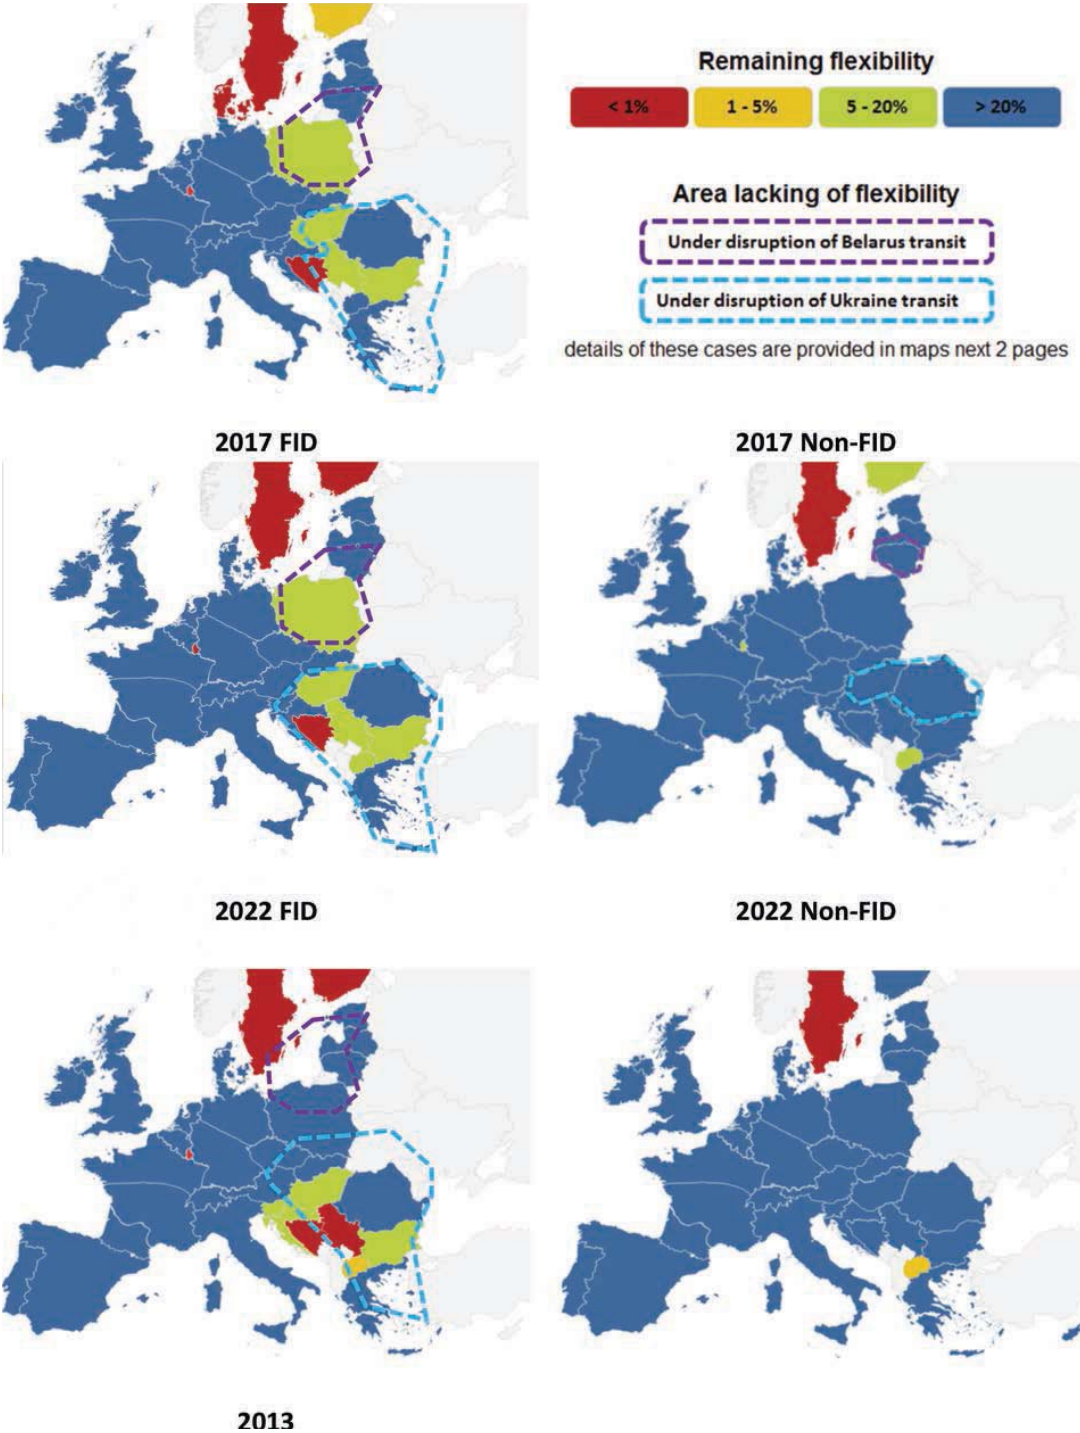 Remaining flexibility
< 1%
1 - 5%
5 - 20%
> 20%
Area lacking of flexibility
Under disruption of Belarus transit
Under disruption of Ukraine transit
details of these cases are provided in maps next 2 pages
2017 FID
2017 Non-FID
2022 FID
2022 Non-FID
2013